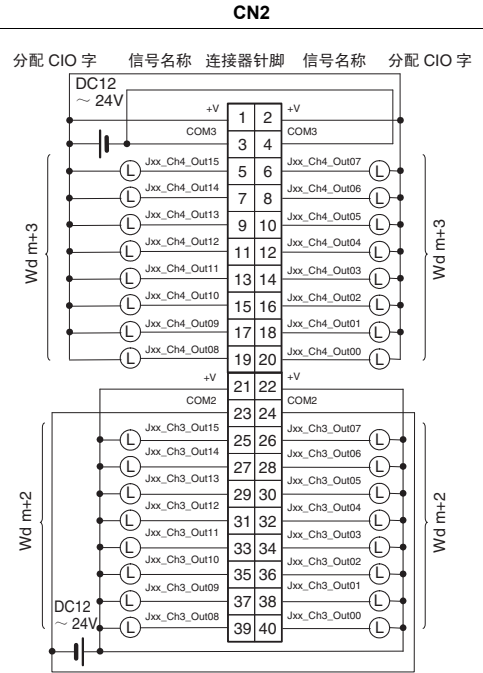 CN2
分配 CIO 字 信号名称 连接器针脚 信号名称 分配 CIO 字
DC12
～ 24V
+V 1 2 +V
COM3 3 4 COM3
Jxx_Ch4_Out15 5 6 Jxx_Ch4_Out07
L L
Jxx_Ch4_Out14 7 8 Jxx_Ch4_Out06
L L
Jxx_Ch4_Out13 9 10 Jxx_Ch4_Out05
L L
Jxx_Ch4_Out12 11 12 Jxx_Ch4_Out04
L L
Jxx_Ch4_Out11 13 14 Jxx_Ch4_Out03
L L
Jxx_Ch4_Out10 15 16 Jxx_Ch4_Out02
L L
Jxx_Ch4_Out09 17 18 Jxx_Ch4_Out01
L L
Jxx_Ch4_Out08 19 20 Jxx_Ch4_Out00
L L
Wd m+3
Wd m+3
+V 21 22 +V
COM2 23 24 COM2
Jxx_Ch3_Out15 25 26 Jxx_Ch3_Out07
L L
Jxx_Ch3_Out14 27 28 Jxx_Ch3_Out06
L L
Jxx_Ch3_Out13 29 30 Jxx_Ch3_Out05
L L
Jxx_Ch3_Out12 31 32 Jxx_Ch3_Out04
L L
Jxx_Ch3_Out11 33 34 Jxx_Ch3_Out03
L L
Jxx_Ch3_Out10 35 36 Jxx_Ch3_Out02
L L
Jxx_Ch3_Out09 37 38 Jxx_Ch3_Out01
L L
Jxx_Ch3_Out08 39 40 Jxx_Ch3_Out00
L L
Wd m+2
Wd m+2
DC12
～ 24V